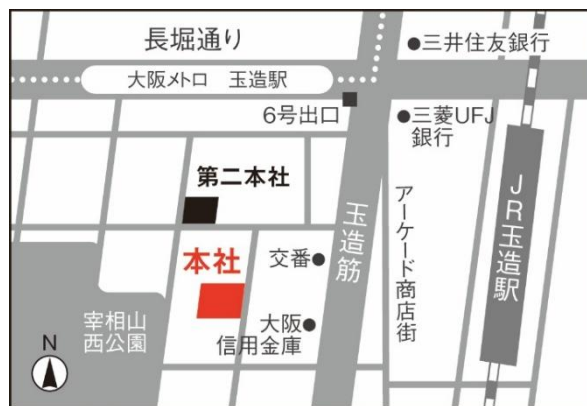 長堀通り
三井住友銀行
大阪メトロ 玉造駅
6号出口
三菱UFJ
銀行
第二本社
玉造筋
アーケード商店街
JR玉造駅
本社
交番
大阪
信用金庫
宰相山
西公園
N